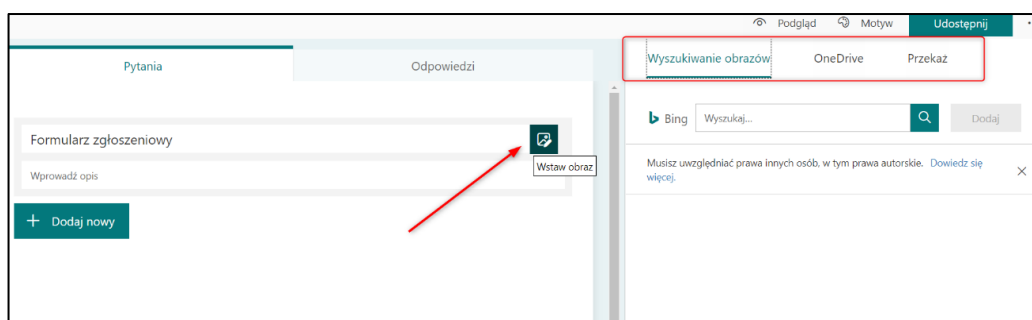 Podgląd Motyw Udostępnij
Pytania Odpowiedzi
Wyszukiwanie obrazów OneDrive Przekaż
Bing Wyszukaj... Dodaj
Formularz zgłoszeniowy
Wstaw obraz
Wprowadź opis
Musisz uwzględniać prawa innych osób, w tym prawa autorskie. Dowiedz się
więcej.
+ Dodaj nowy